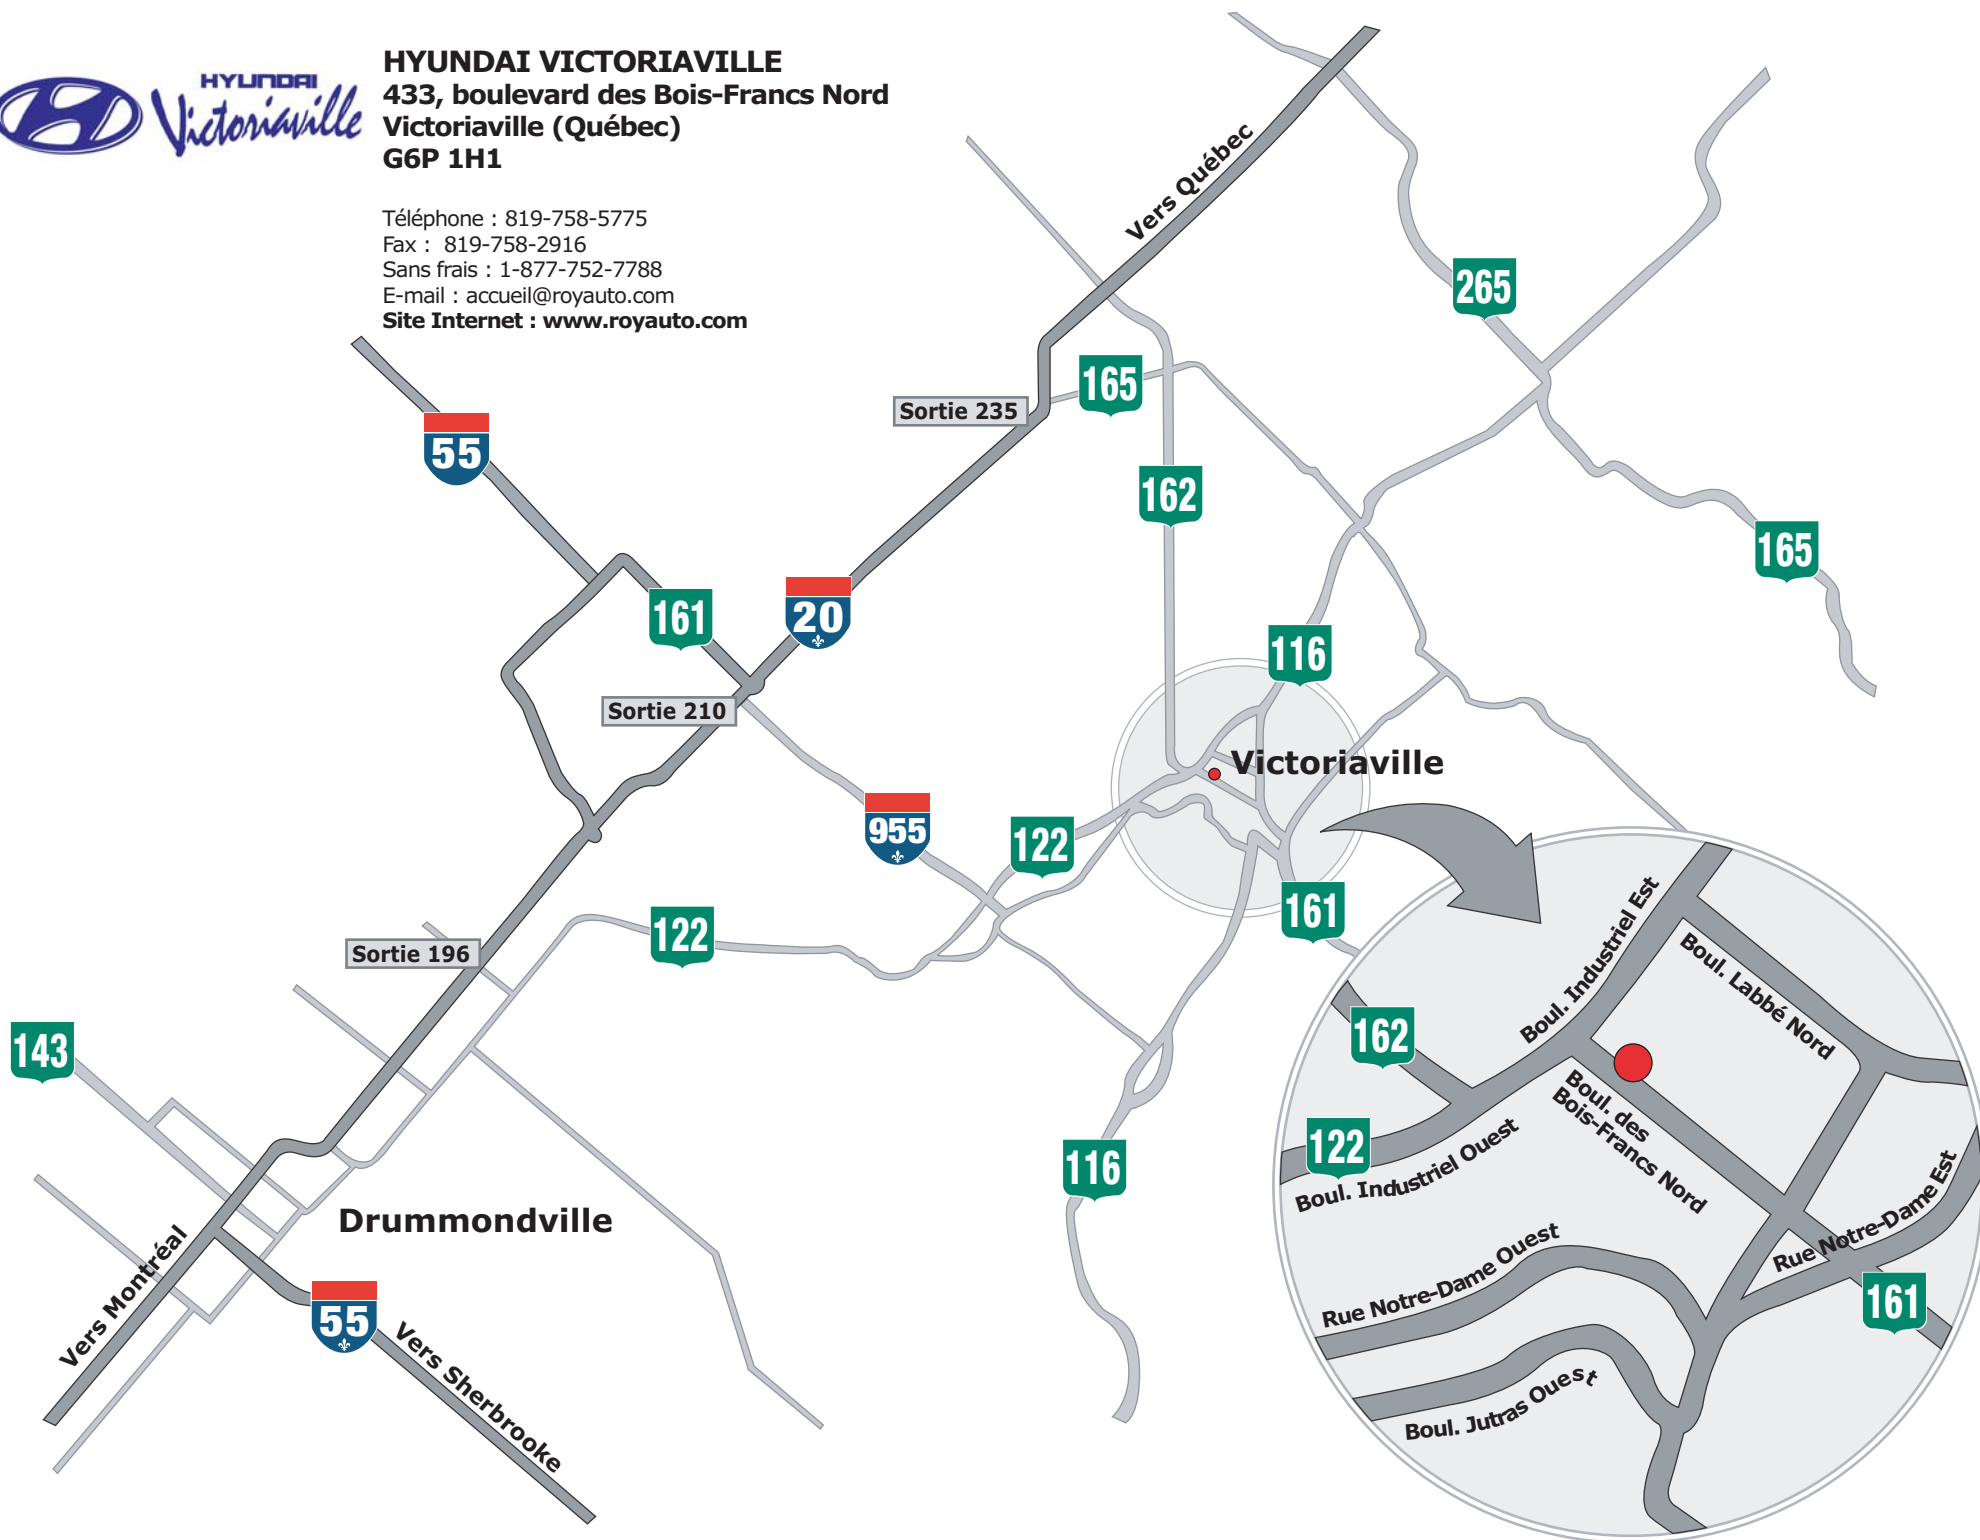 HYUNDAI
Victoriaville
HYUNDAI VICTORIAVILLE
433, boulevard des Bois-Francs Nord
Victoriaville (Québec)
G6P 1H1
Téléphone : 819-758-5775
Fax : 819-758-2916
Sans frais : 1-877-752-7788
E-mail : accueil@royauto.com
Site Internet : www.royauto.com
Vers Québec
265
165
Sortie 235
55
162
165
161
20
116
Sortie 210
Victoriaville
955
122
161
122
Sortie 196
143
116
Drummondville
Vers Montréal
55
Vers Sherbrooke
Boul. Industriel Est
Boul. Labbé Nord
162
Boul. des
Bois-Francs Nord
122
Boul. Industriel Ouest
Rue Notre-Dame Est
Rue Notre-Dame Ouest
161
Boul. Jutras Ouest